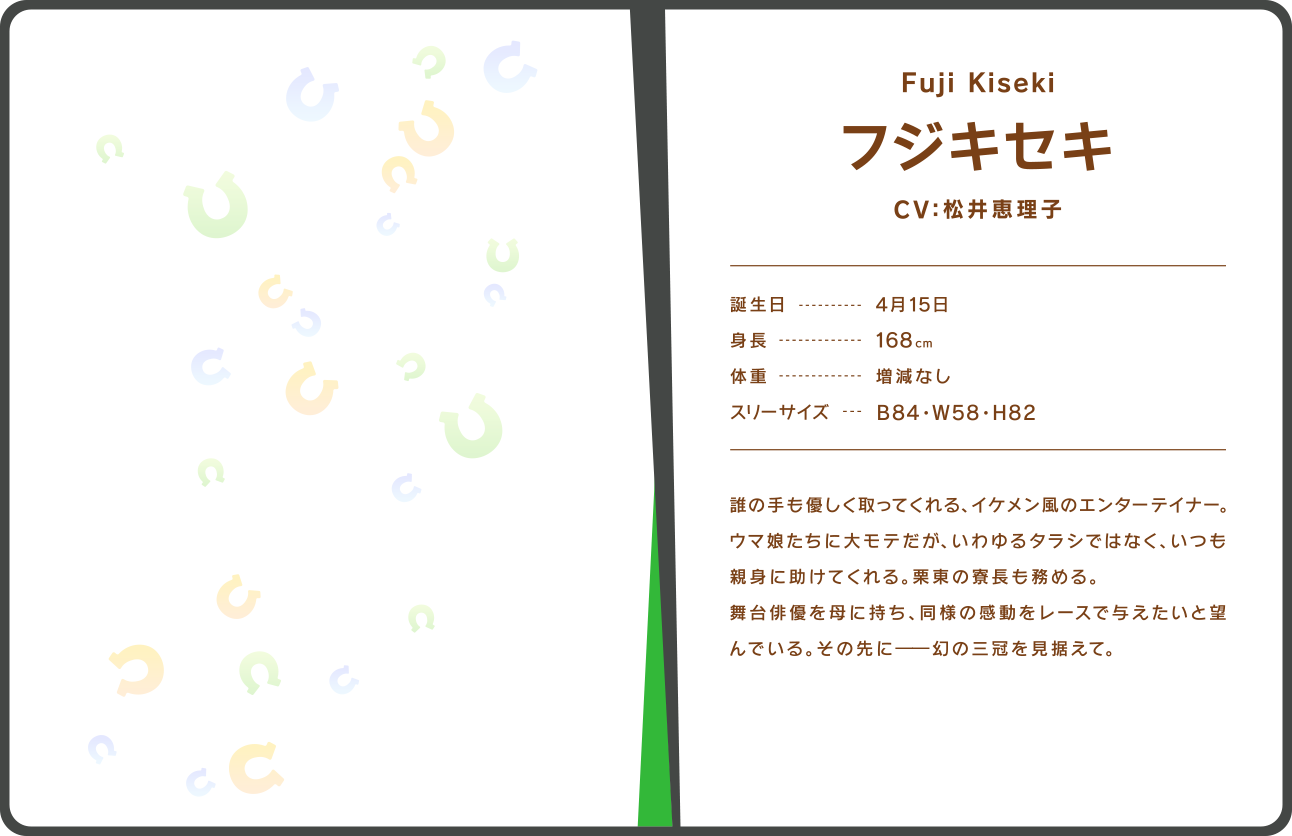 Fuji Kiseki
フジキセキ
CV:松井恵理子
誕生日 ---------- 4月15日
身長 ------------- 168cm
体重 ------------- 増減なし
スリーサイズ --- B84・W58・H82
誰の手も優しく取ってくれる、イケメン風のエンターテイナー。
ウマ娘たちに大モテだが、いわゆるタラシではなく、いつも
親身に助けてくれる。栗東の寮長も務める。
舞台俳優を母に持ち、同様の感動をレースで与えたいと望
んでいる。その先に――幻の三冠を見据えて。